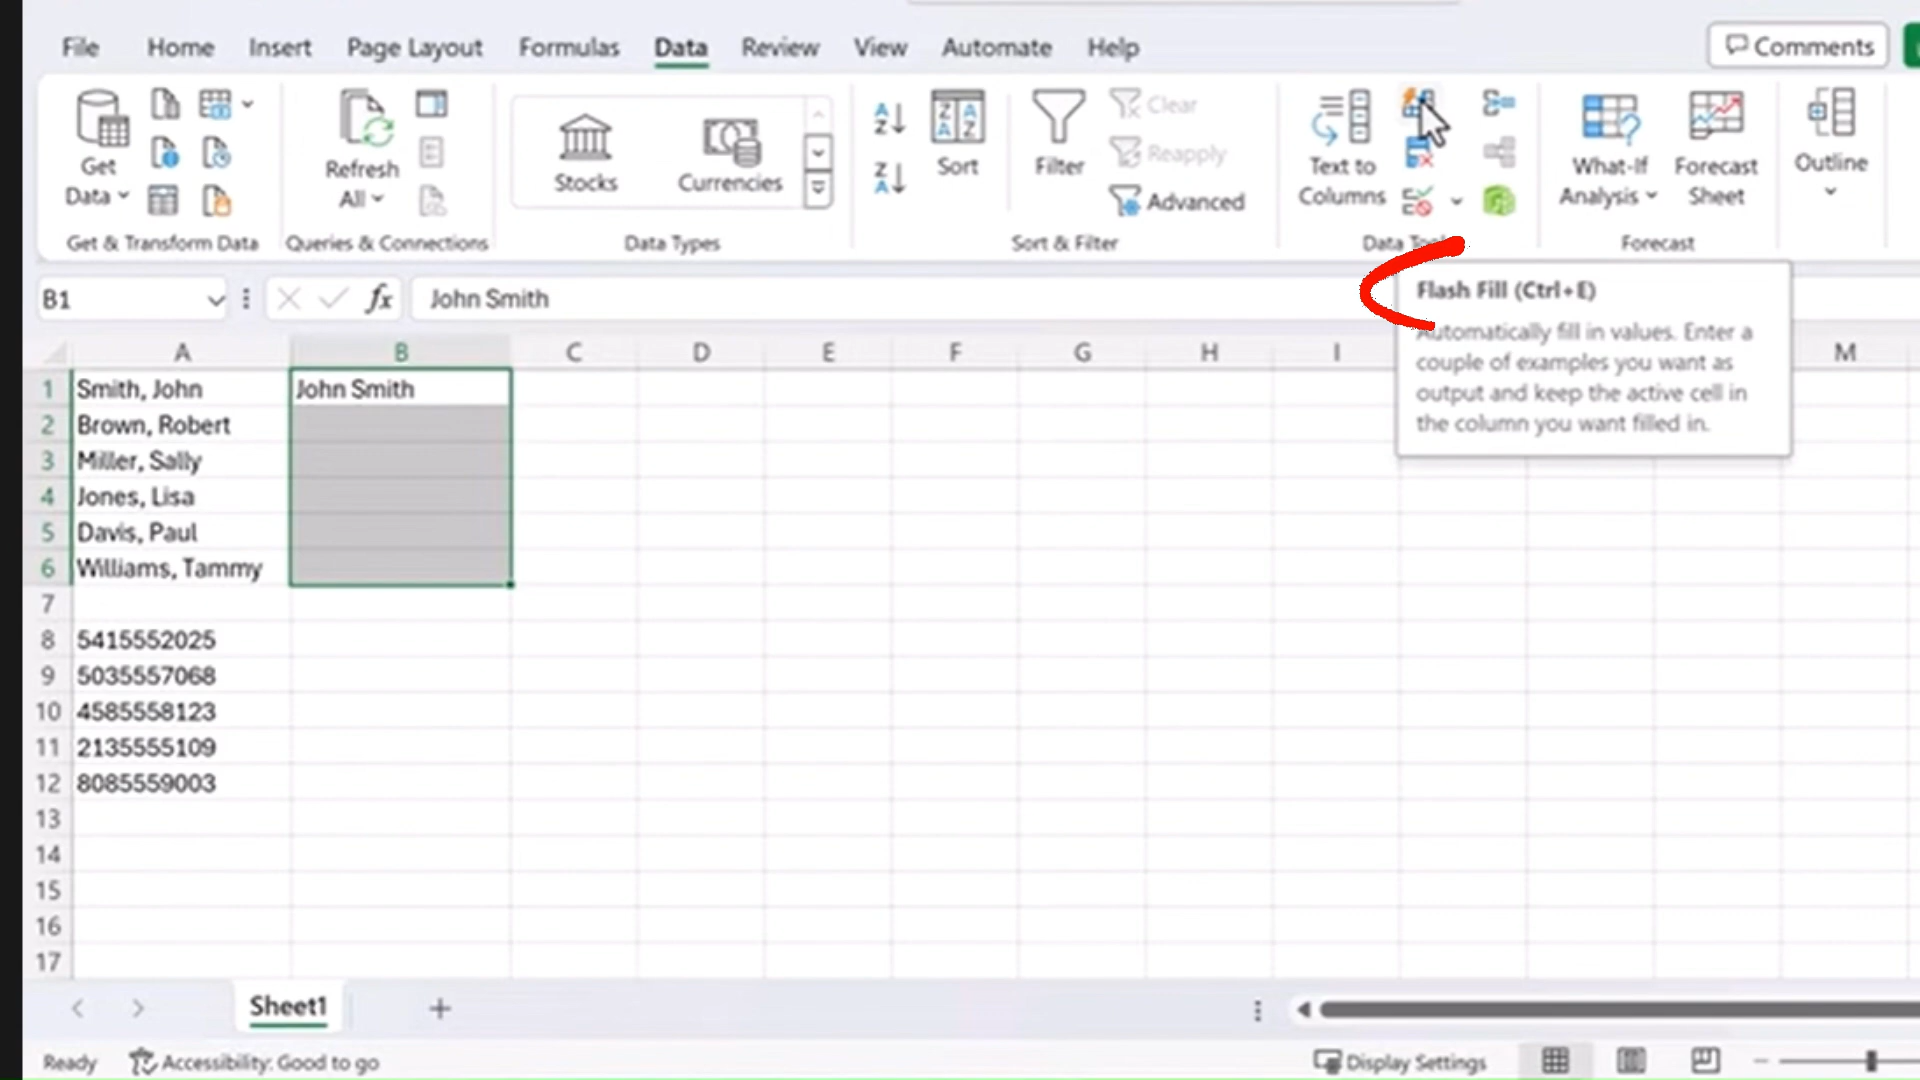 File Home Insert Page Layout Formulas Data Review View Automate Help Comments
Get Data
Refresh All
Stocks
Currencies
Sort
Filter
Clear
Reapply
Advanced
Text to Columns
What-If Analysis
Forecast Sheet
Outline
Get & Transform Data Queries & Connections Data Types Sort & Filter Data Forecast
B1 fx John Smith
Flash Fill (Ctrl+E)
Automatically fill in values. Enter a
couple of examples you want as
output and keep the active cell in
the column you want filled in.
A B C D E F G H I M
1 Smith, John John Smith
2 Brown, Robert
3 Miller, Sally
4 Jones, Lisa
5 Davis, Paul
6 Williams, Tammy
7
8 5415552025
9 5035557068
10 4585558123
11 2135555109
12 8085559003
13
14
15
16
17
Sheet1
Ready Accessibility: Good to go Display Settings